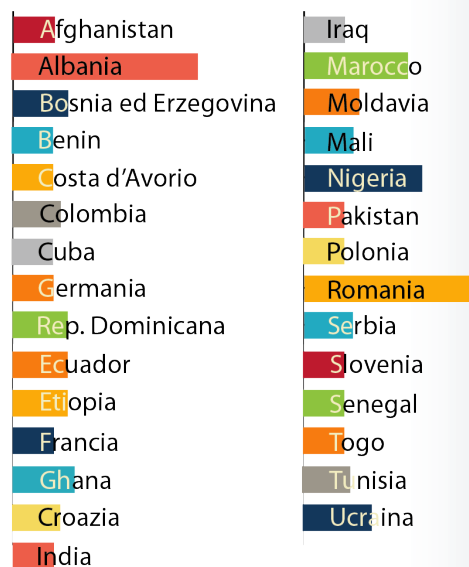 Afghanistan
Albania
Bosnia ed Erzegovina
Benin
Costa d’Avorio
Colombia
Cuba
Germania
Rep. Dominicana
Ecuador
Etiopia
Francia
Ghana
Croazia
India
Iraq
Marocco
Moldavia
Mali
Nigeria
Pakistan
Polonia
Romania
Serbia
Slovenia
Senegal
Togo
Tunisia
Ucraina